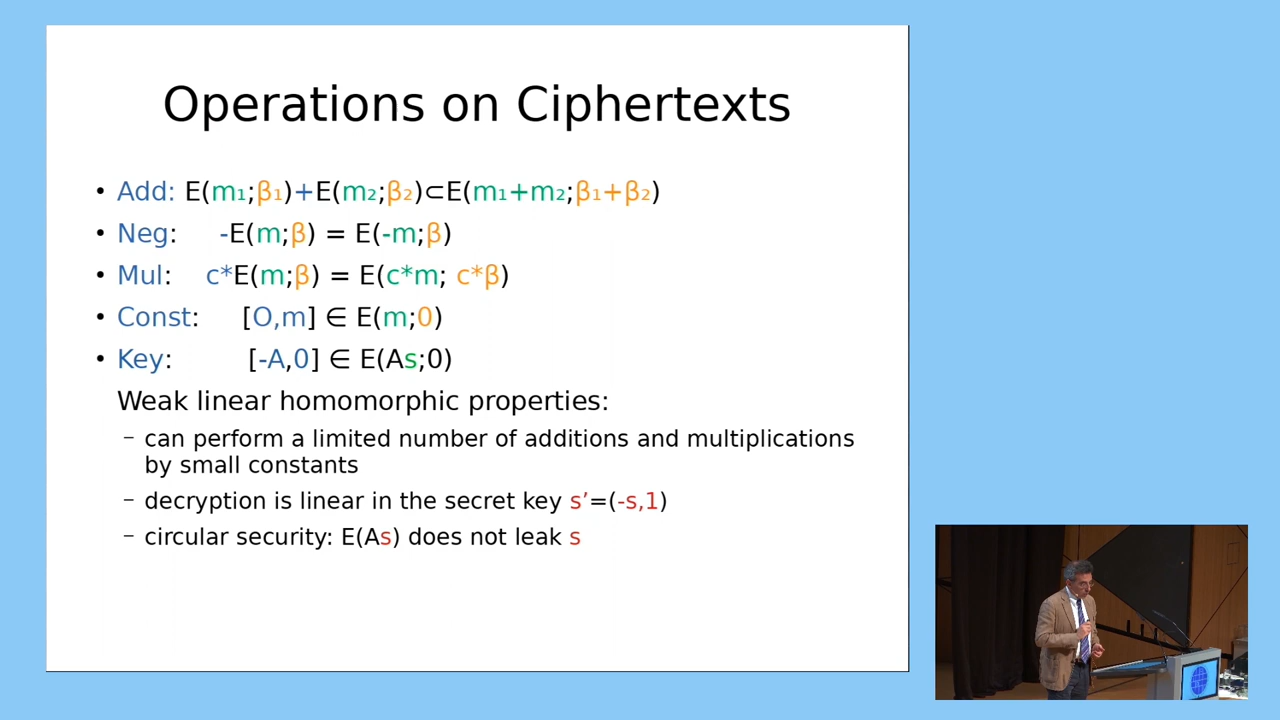 Operations on Ciphertexts
• Add: E(m₁;β₁)+E(m₂;β₂)⊂E(m₁+m₂;β₁+β₂)
• Neg: -E(m;β) = E(-m;β)
• Mul: c*E(m;β) = E(c*m; c*β)
• Const: [O,m] ∈ E(m;0)
• Key: [-A,0] ∈ E(As;0)
Weak linear homomorphic properties:
– can perform a limited number of additions and multiplications
by small constants
– decryption is linear in the secret key s’=(-s,1)
– circular security: E(As) does not leak s